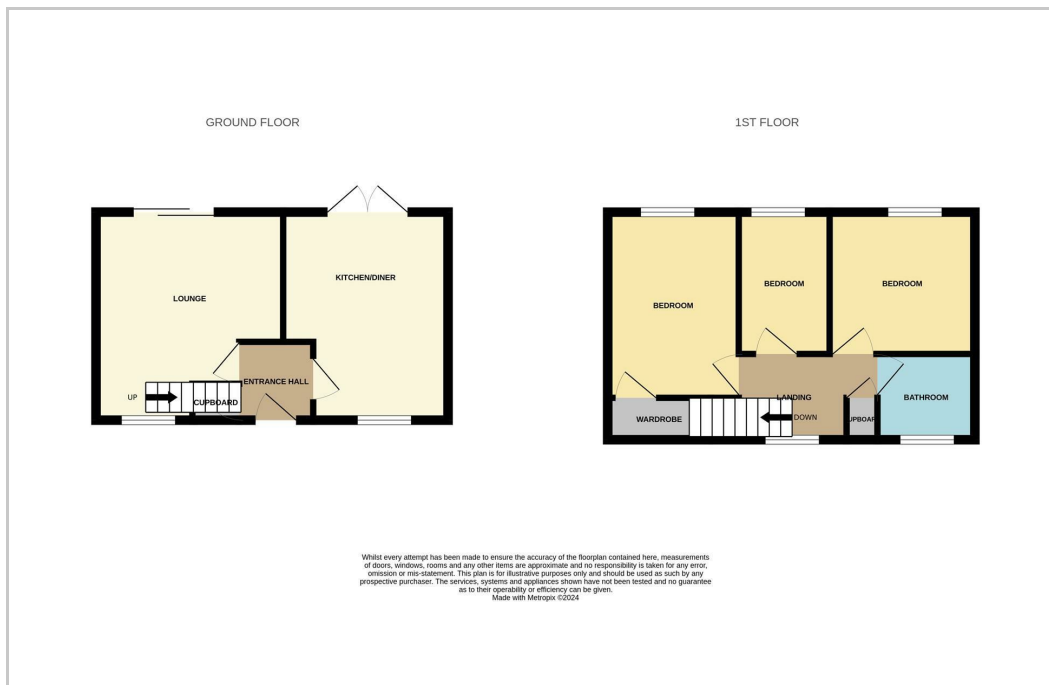 GROUND FLOOR
1ST FLOOR
KITCHEN/DINER
LOUNGE
ENTRANCE HALL
UP
CUPBOARD
BEDROOM
BEDROOM
BEDROOM
LANDING
BATHROOM
WARDROBE
DOWN
UPBOAR
Whilst every attempt has been made to ensure the accuracy of the floorplan contained here, measurements
of doors, windows, rooms and any other items are approximate and no responsibility is taken for any error,
omission or mis-statement. This plan is for illustrative purposes only and should be used as such by any
prospective purchaser. The services, systems and appliances shown have not been tested and no guarantee
as to their operability or efficiency can be given.
Made with Metropix ©2024